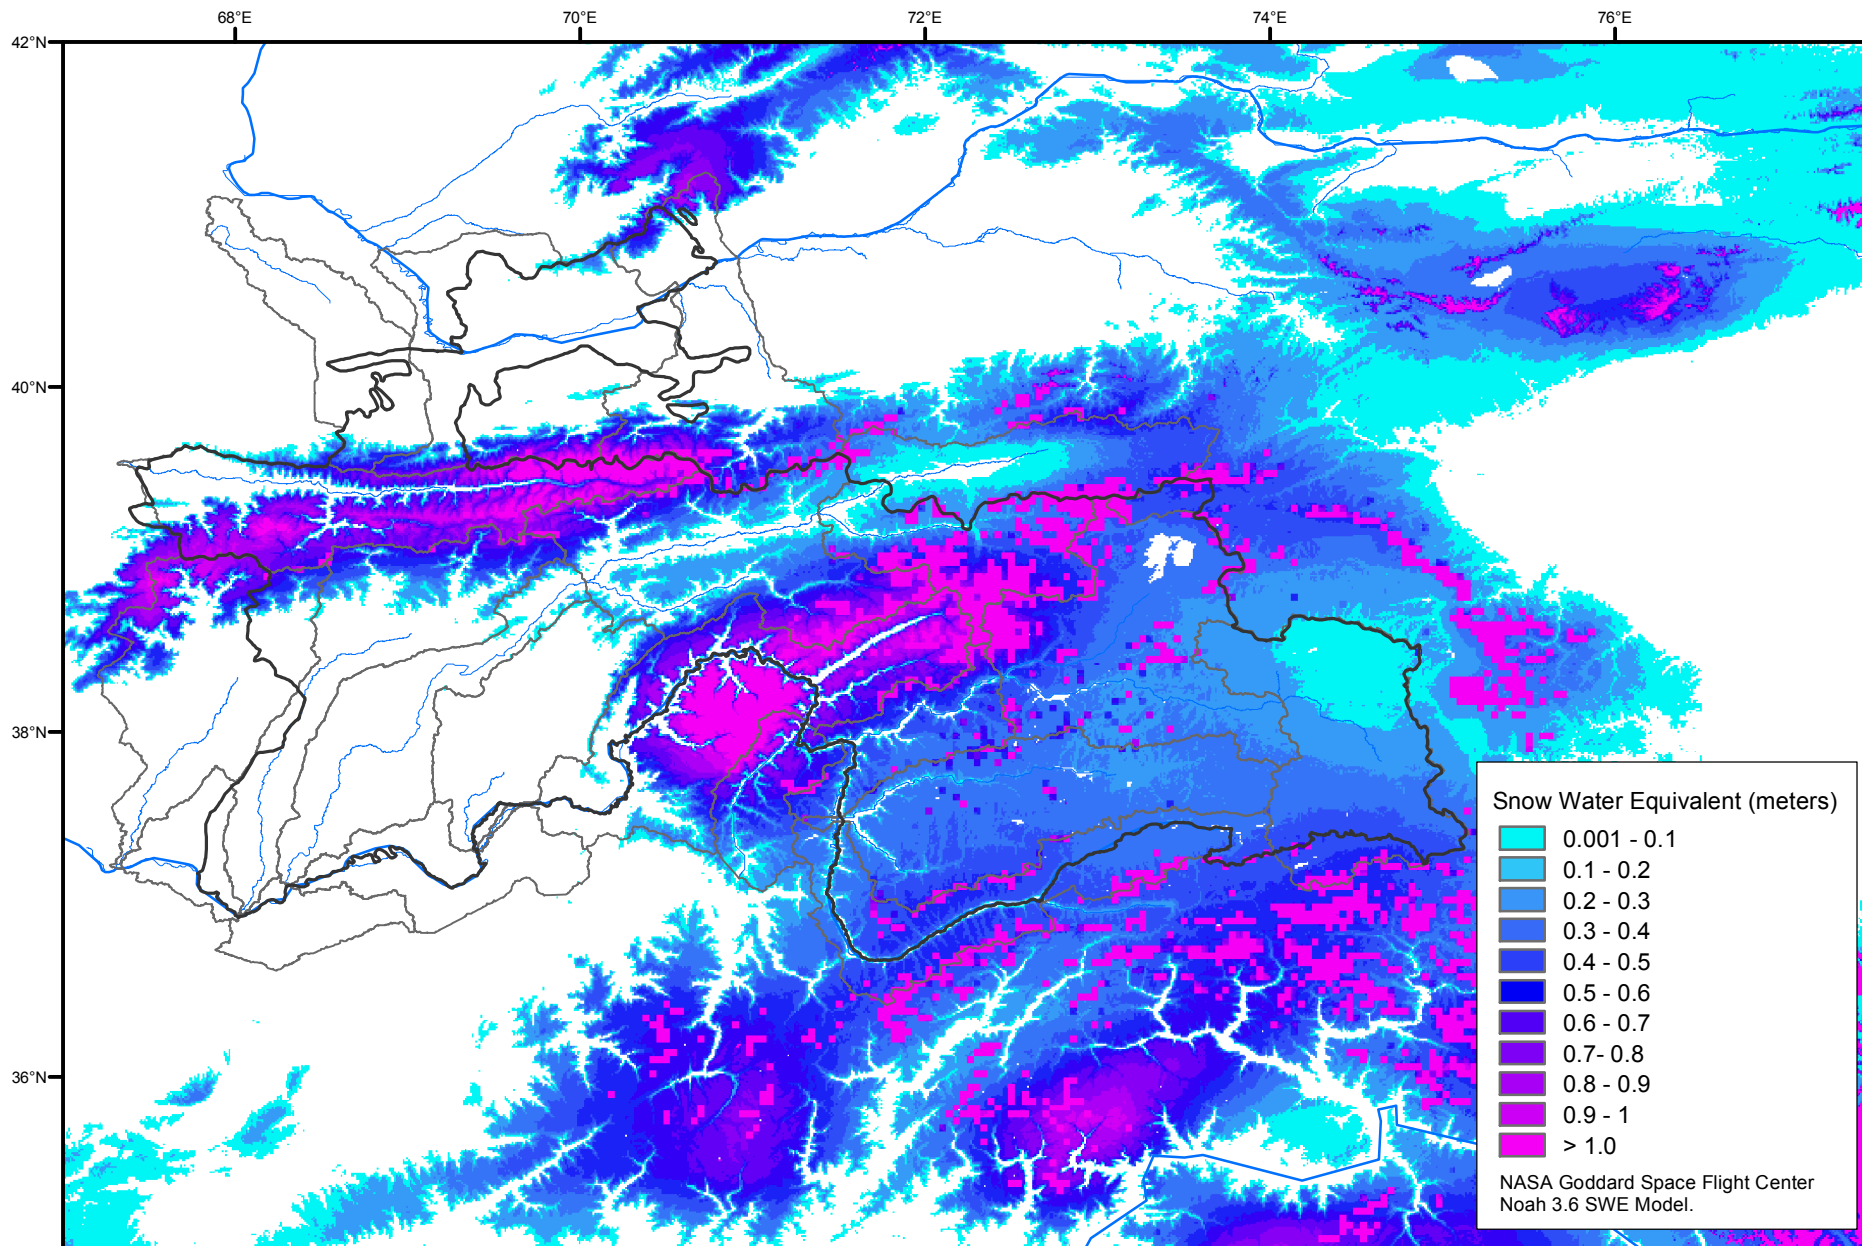 68°E
70°E
72°E
74°E
76°E
42°N
40°N
38°N
36°N
Snow Water Equivalent (meters)
0.001 - 0.1
0.1 - 0.2
0.2 - 0.3
0.3 - 0.4
0.4 - 0.5
0.5 - 0.6
0.6 - 0.7
0.7- 0.8
0.8 - 0.9
0.9 - 1
> 1.0
NASA Goddard Space Flight Center
Noah 3.6 SWE Model.